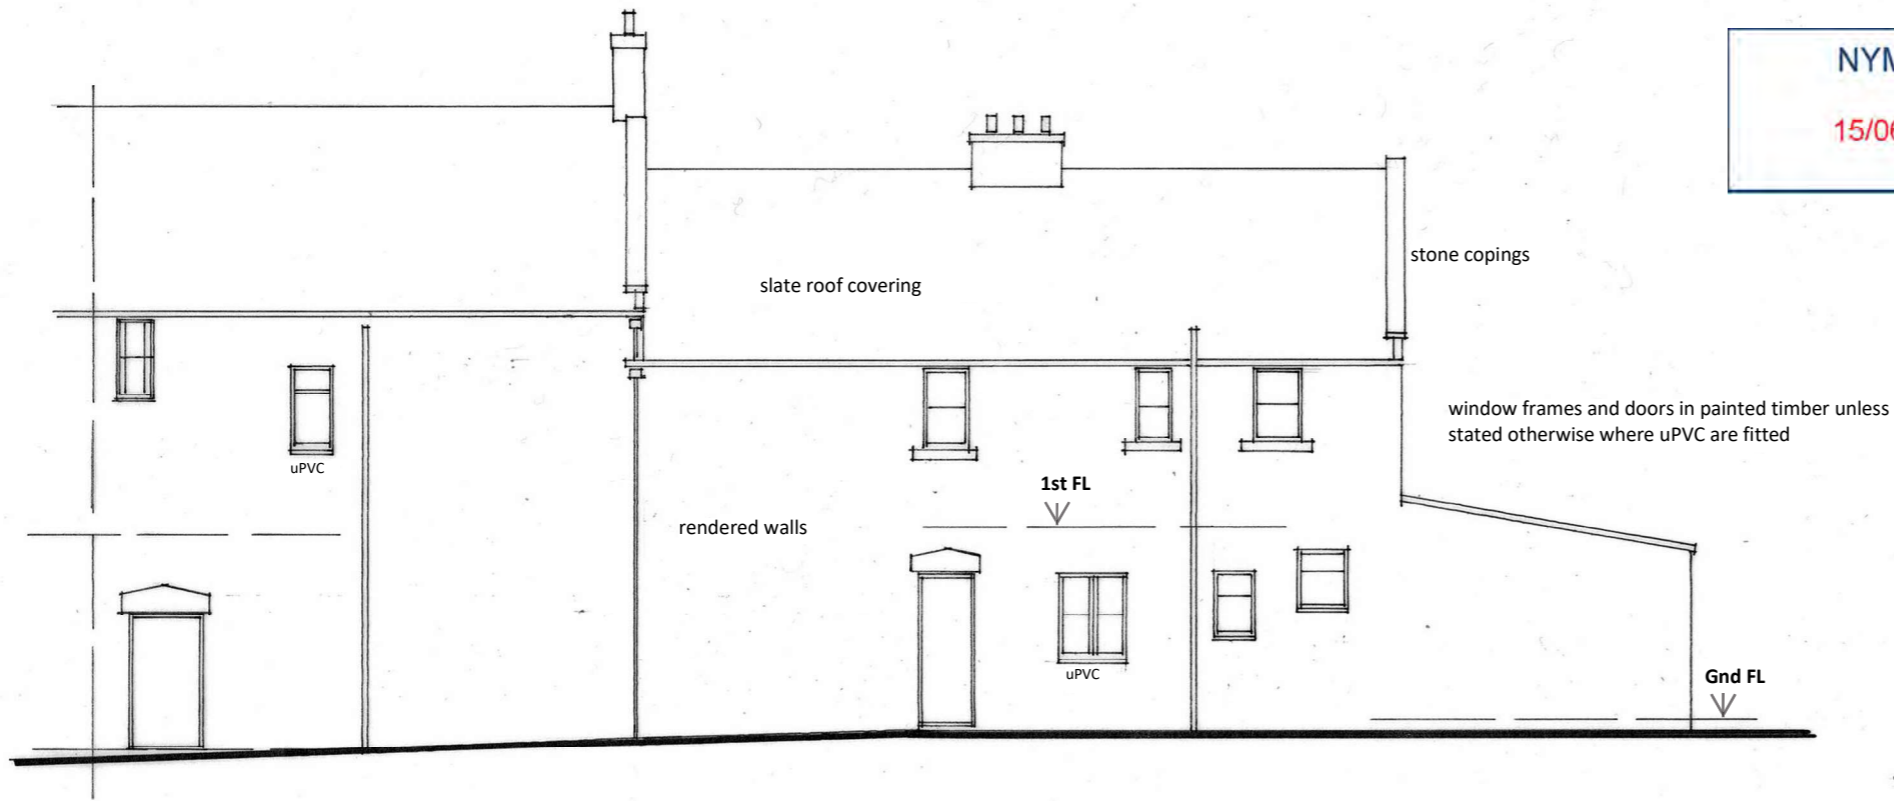 NYM
15/06
stone copings
slate roof covering
window frames and doors in painted timber unless
stated otherwise where uPVC are fitted
uPVC
1st FL
rendered walls
uPVC
Gnd FL